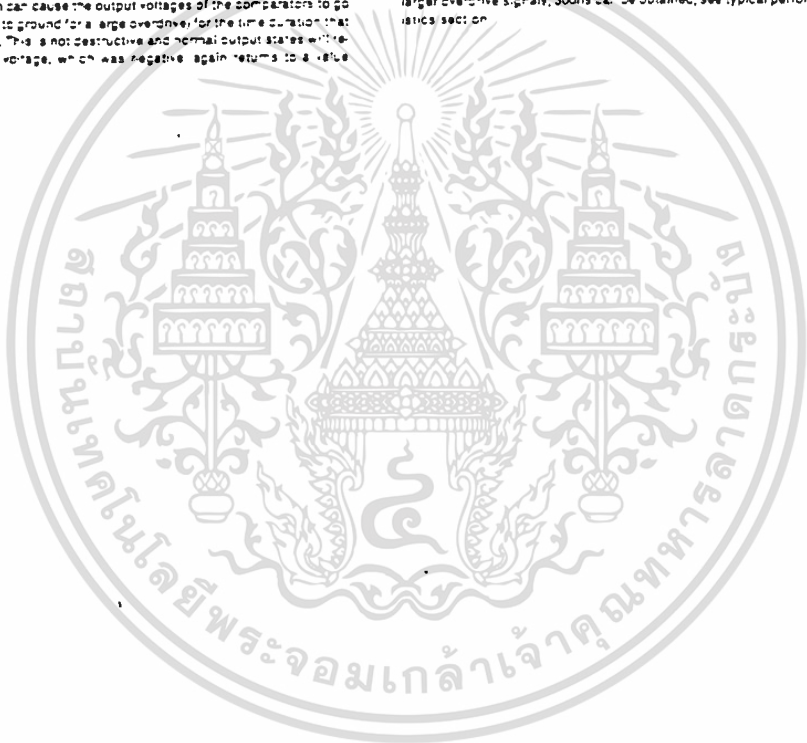 can cause the output voltages of the comparators to go
to ground for a large overdrive) for the time duration that
This is not destructive and normal output states will re-
voltage, which was negative, again returns to a value
larger overdrive signals, 300ns can be obtained, see typical
istics section
สถาบันเทคโนโลยีพระจอมเกล้าเจ้าคุณทหารลาดกระบัง